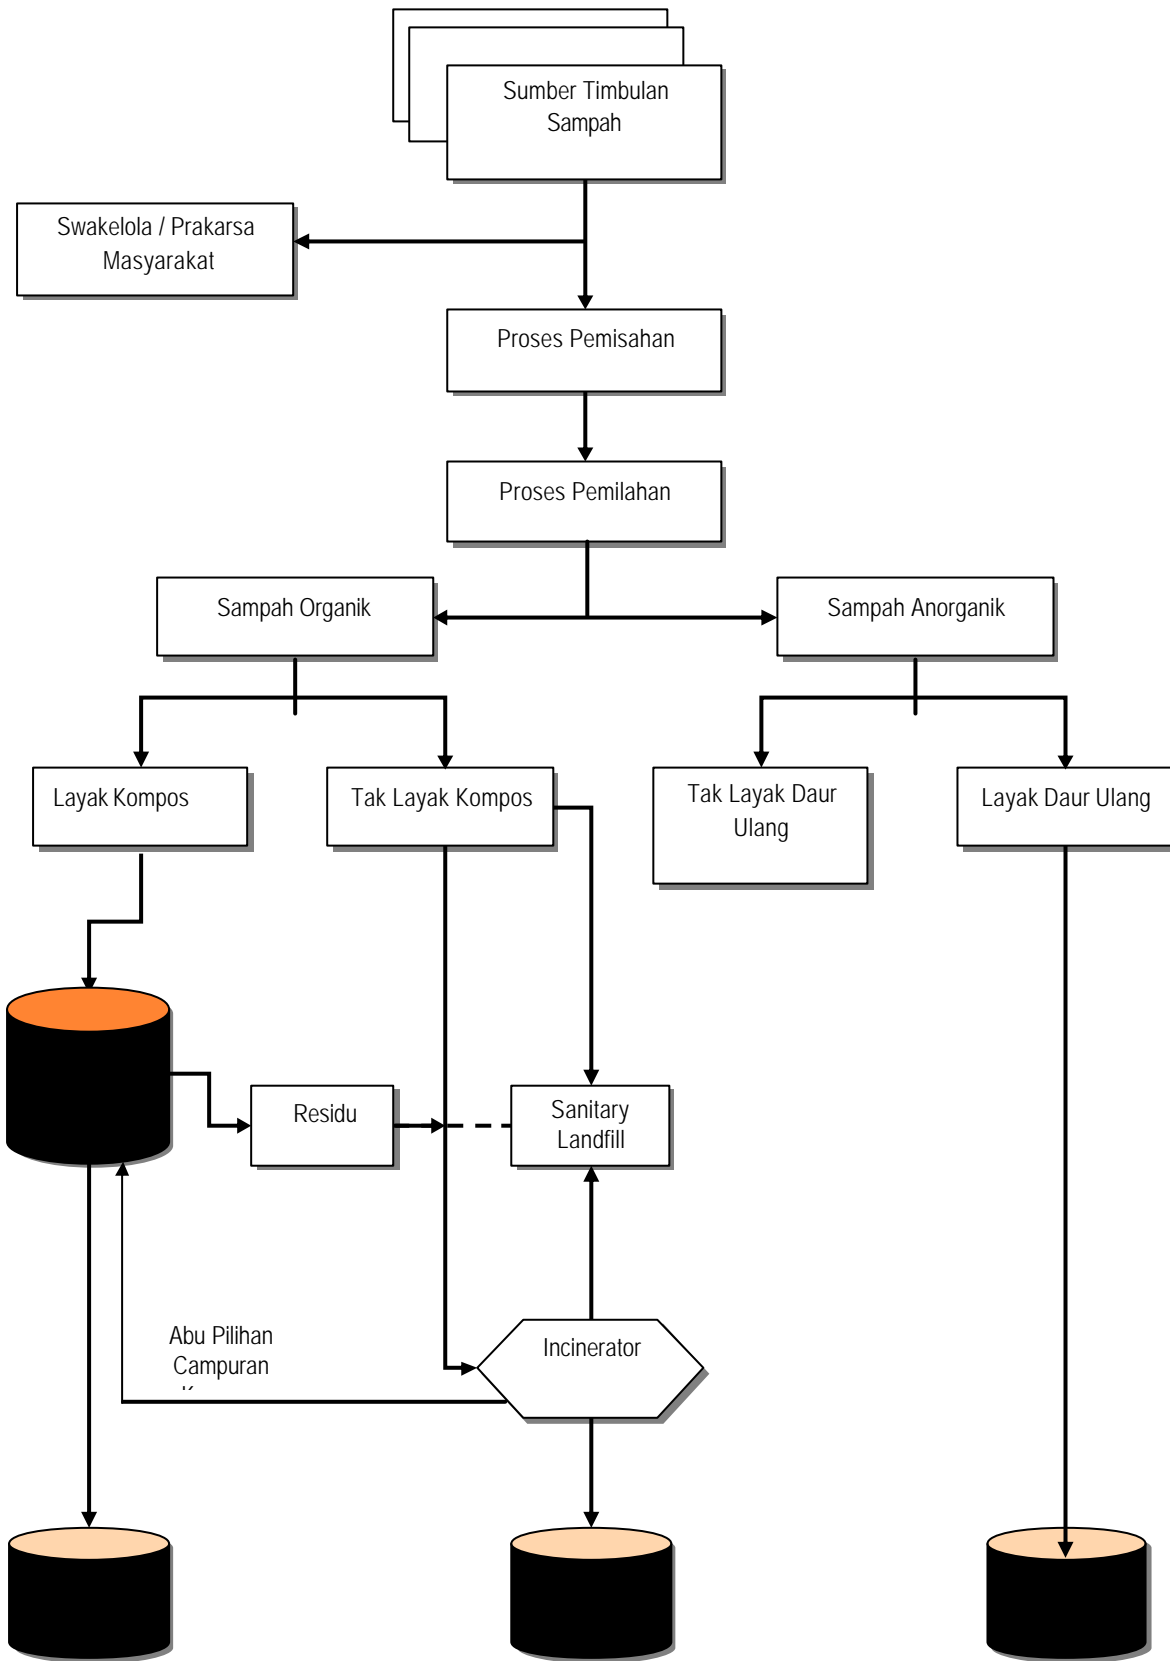 Sumber Timbulan
Sampah
Swakelola / Prakarsa
Masyarakat
Proses Pemisahan
Proses Pemilahan
Sampah Organik
Sampah Anorganik
Layak Kompos
Tak Layak Kompos
Tak Layak Daur
Ulang
Layak Daur Ulang
Residu
Sanitary
Landfill
Abu Pilihan
Campuran
Incinerator